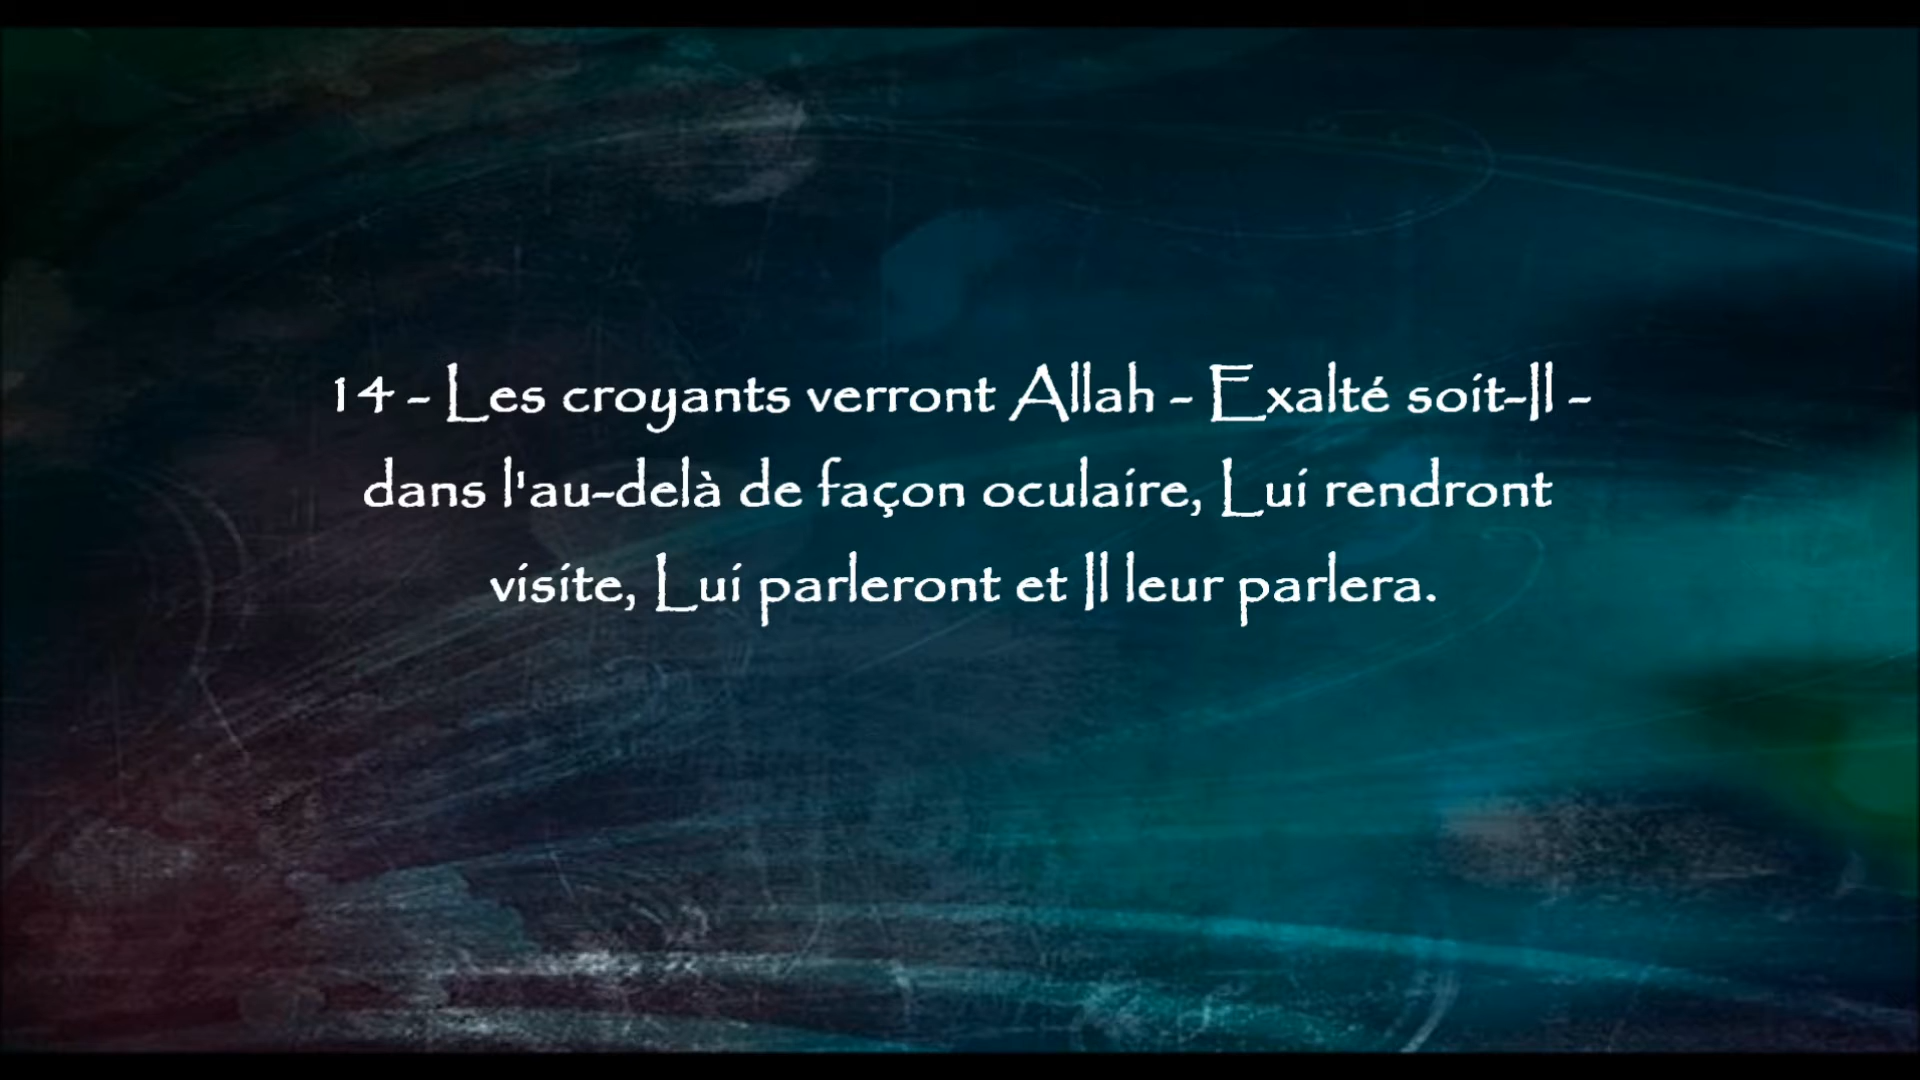 14 - Les croyants verront Allah - Exalté soit-Il -
dans l'au-delà de façon oculaire, Lui rendront
visite, Lui parleront et Il leur parlera.